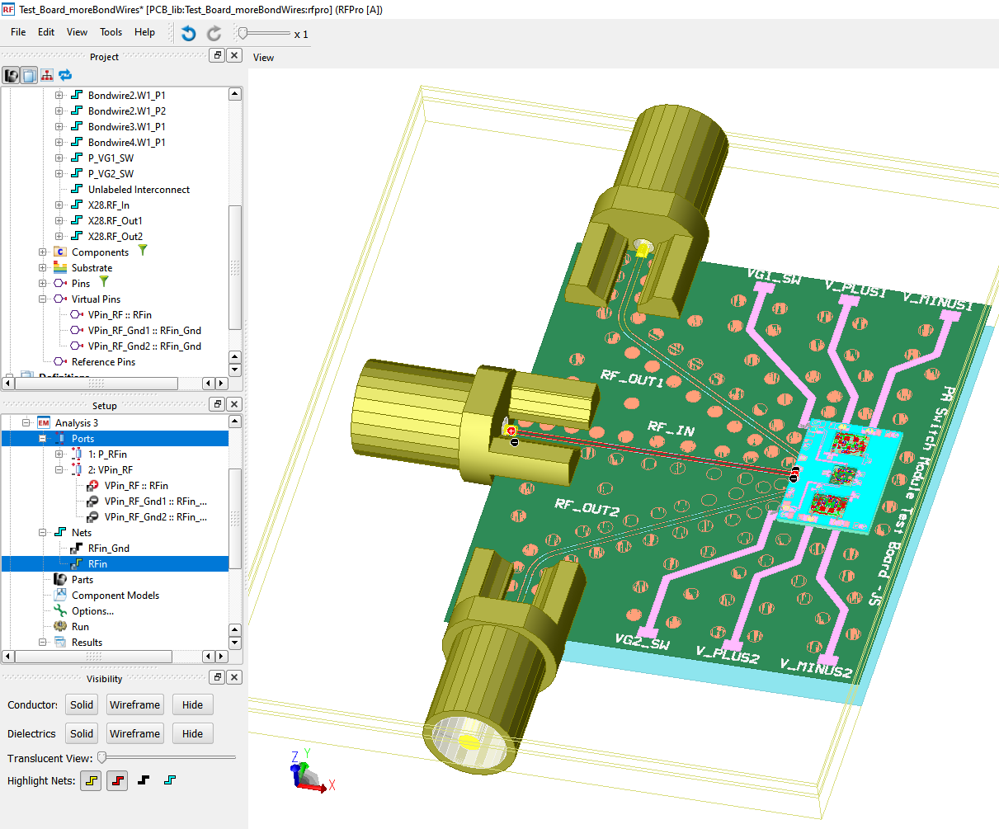 RF Test_Board_moreBondWires* [PCB_lib:Test_Board_moreBondWires:rfpro] (RFPro [A])
File Edit View Tools Help x 1
Project
View
Bondwire2.W1_P1
Bondwire2.W1_P2
Bondwire3.W1_P1
Bondwire4.W1_P1
P_VG1_SW
P_VG2_SW
Unlabeled Interconnect
X28.RF_In
X28.RF_Out1
X28.RF_Out2
C Components
Substrate
Pins
Virtual Pins
VPin_RF :: RFin
VPin_RF_Gnd1 :: RFin_Gnd
VPin_RF_Gnd2 :: RFin_Gnd
Reference Pins
Definitions
Setup
EM Analysis 3
Ports
1: P_RFin
2: VPin_RF
VPin_RF :: RFin
VPin_RF_Gnd1 :: RFin_...
VPin_RF_Gnd2 :: RFin_...
Nets
RFin_Gnd
RFin
Parts
Component Models
Options...
Run
Results
Visibility
Conductor: Solid Wireframe Hide
Dielectrics Solid Wireframe Hide
Translucent View:
Highlight Nets:
VG1_SW
V_PLUS1
V_MINUS1
RF_OUT1
RF_IN
RF_OUT2
VG2_SW
V_PLUS2
V_MINUS2
PA Switch Module Test Board -JS
Z
Y
X